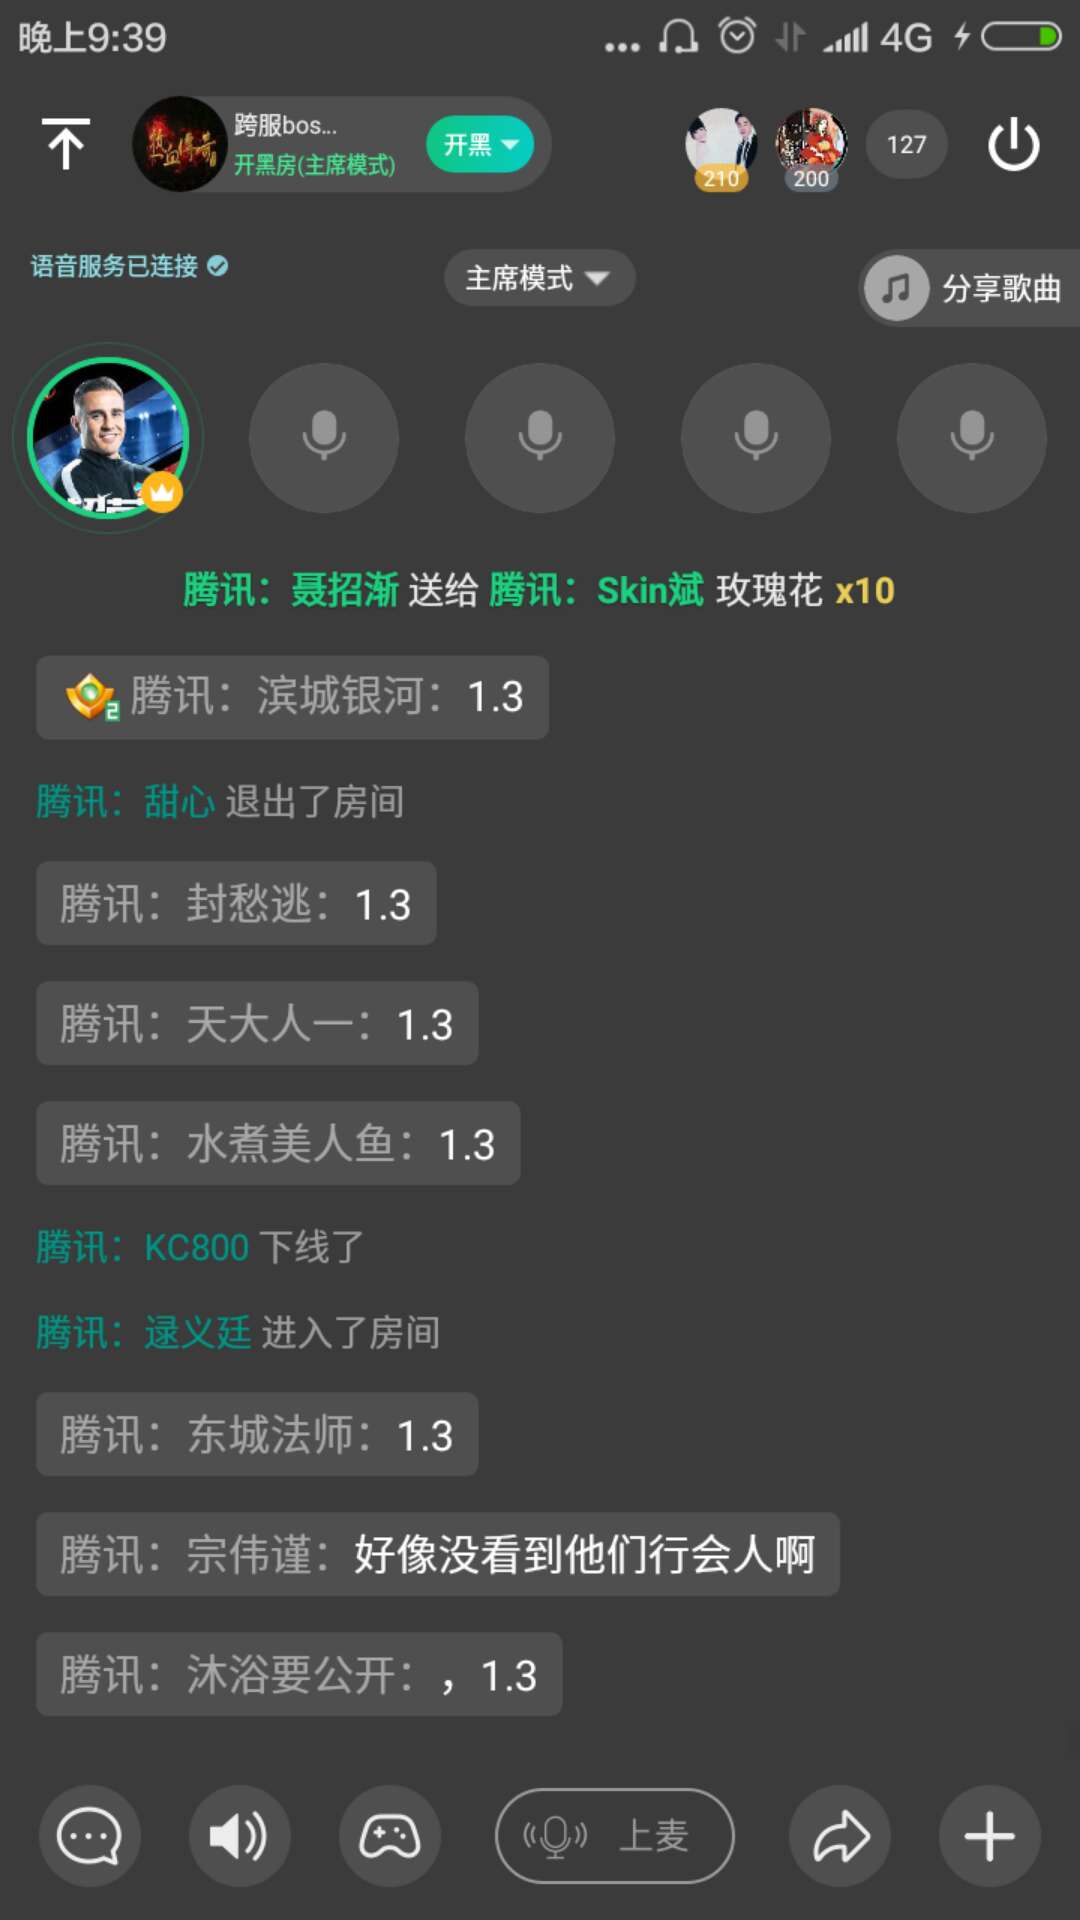 晚上9:39
4G
热血传奇
跨服bos...
开黑房(主席模式)
开黑
210
200
127
语音服务已连接
主席模式
分享歌曲
腾讯：聂招渐 送给 腾讯：Skin斌 玫瑰花 x10
2 腾讯：滨城银河：1.3
腾讯：甜心 退出了房间
腾讯：封愁逃：1.3
腾讯：天大人一：1.3
腾讯：水煮美人鱼：1.3
腾讯：KC800 下线了
腾讯：逯义廷 进入了房间
腾讯：东城法师：1.3
腾讯：宗伟谨：好像没看到他们行会人啊
腾讯：沐浴要公开：，1.3
上麦